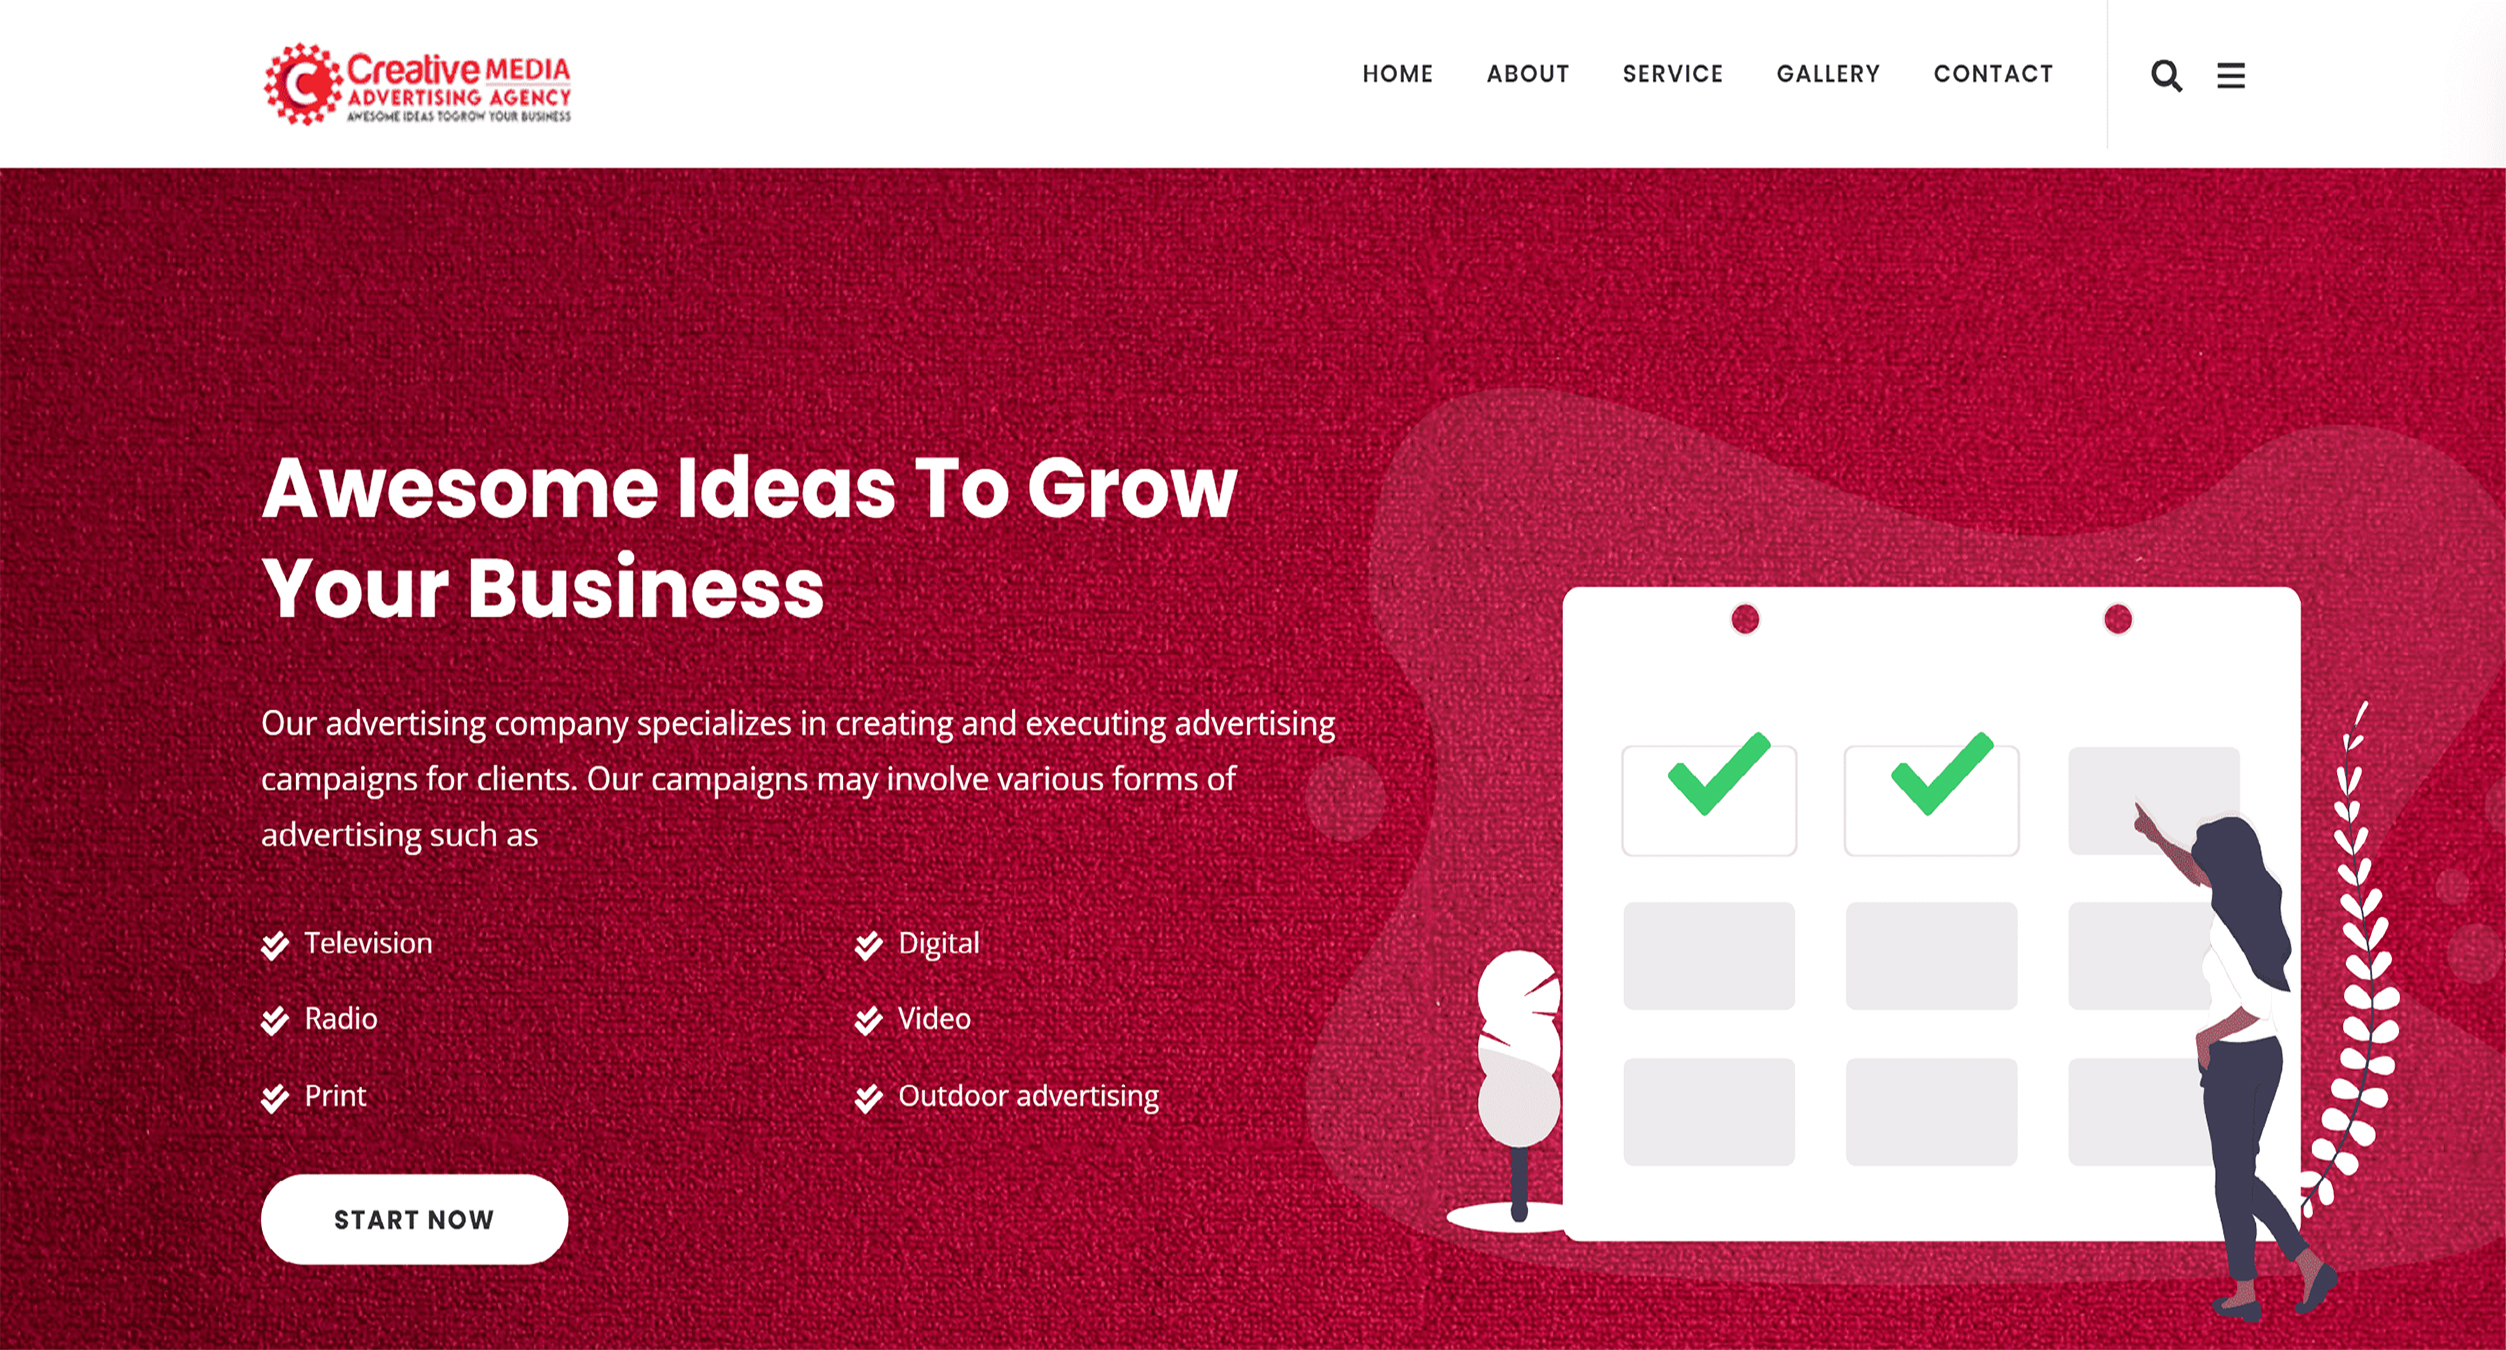 C
Creative MEDIA
ADVERTISING AGENCY
AWESOME IDEAS TOGROW YOUR BUSINESS
HOME ABOUT SERVICE GALLERY CONTACT
Awesome Ideas To Grow
Your Business
Our advertising company specializes in creating and executing advertising
campaigns for clients. Our campaigns may involve various forms of
advertising such as
Television
Digital
Radio
Video
Print
Outdoor advertising
START NOW